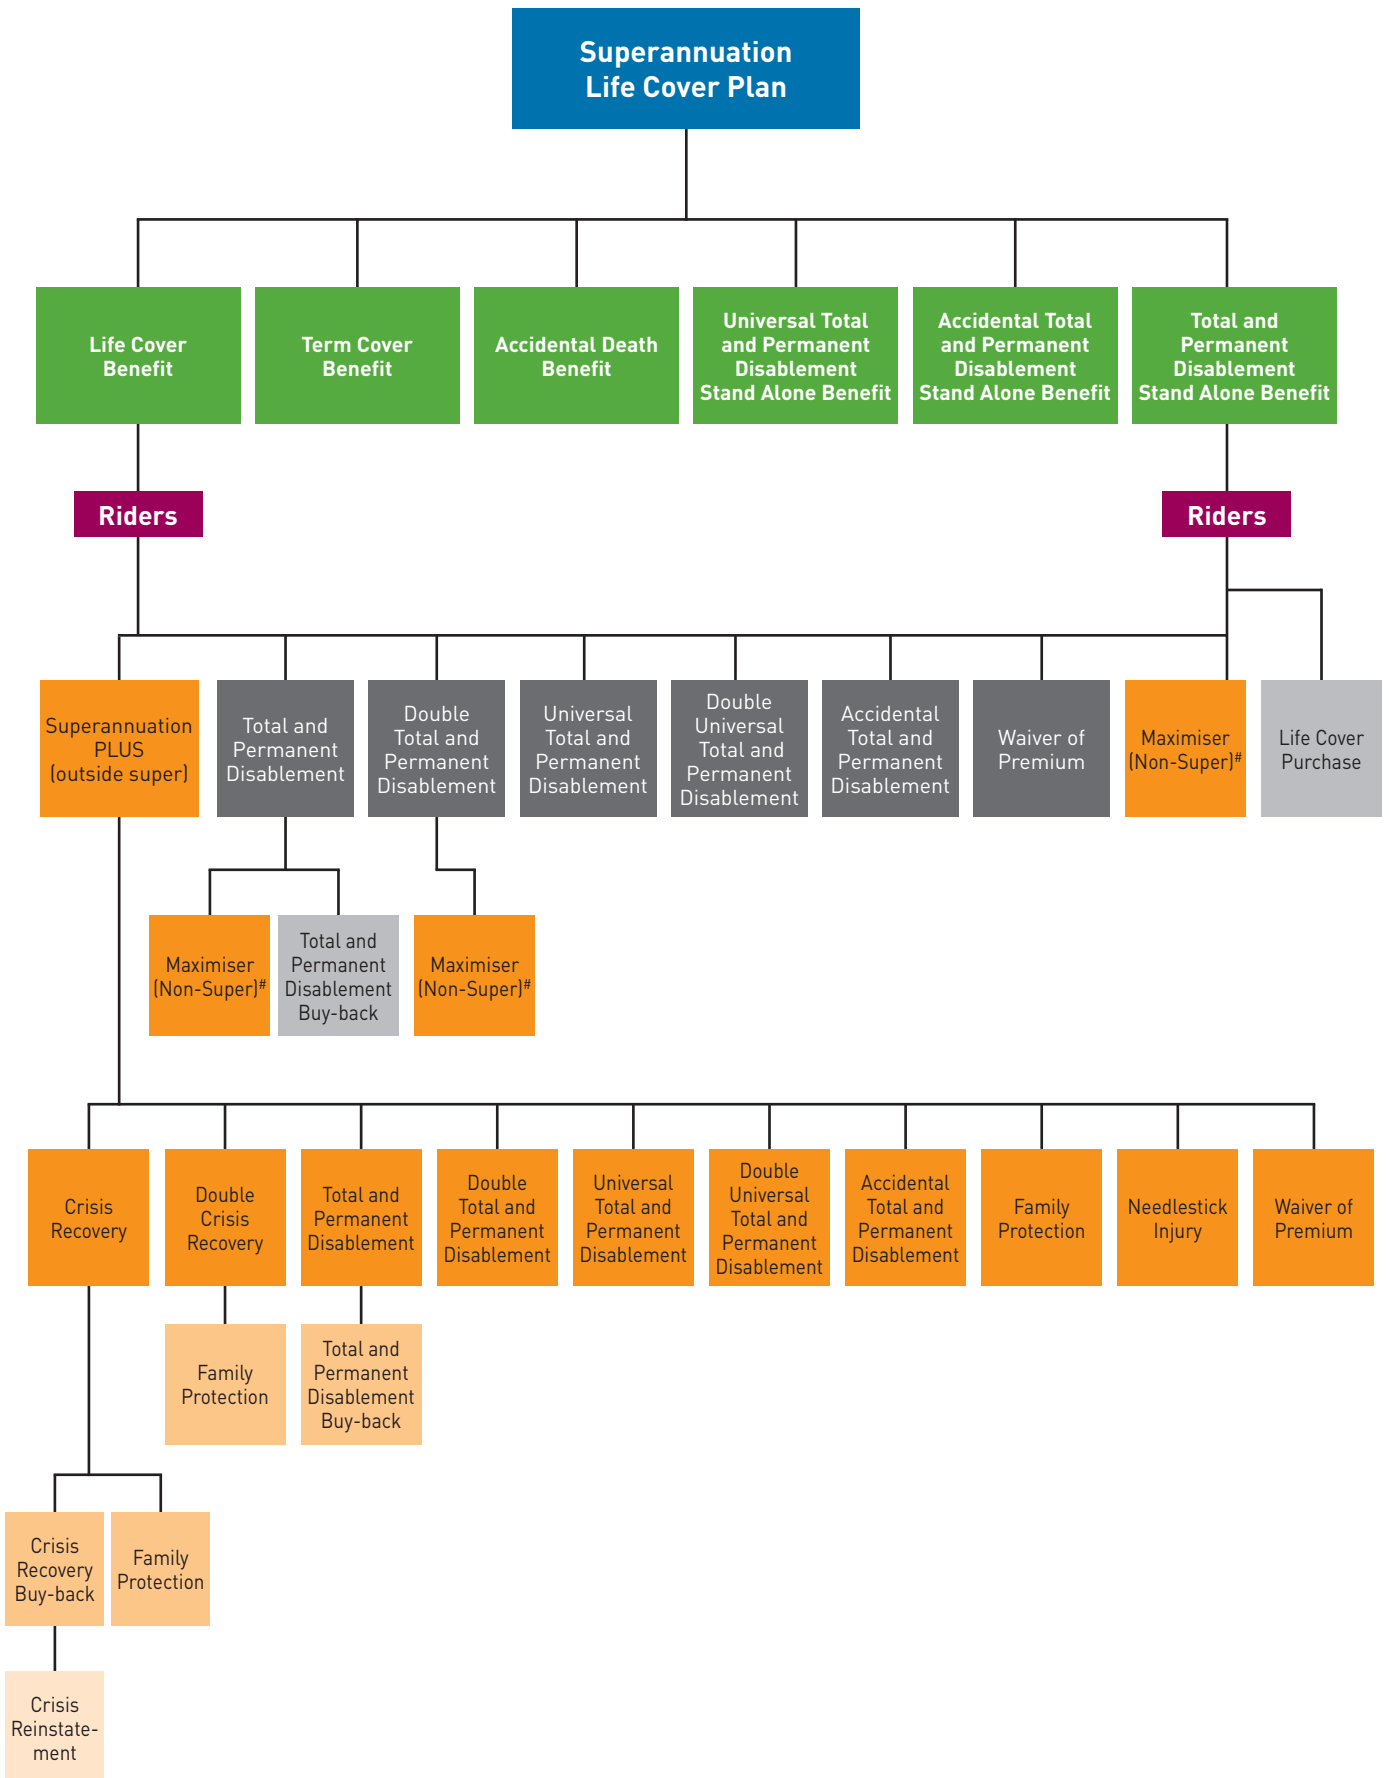 Superannuation
Life Cover Plan
Life Cover
Benefit
Term Cover
Benefit
Accidental Death
Benefit
Universal Total
and Permanent
Disablement
Stand Alone Benefit
Accidental Total
and Permanent
Disablement
Stand Alone Benefit
Total and
Permanent
Disablement
Stand Alone Benefit
Riders
Riders
Superannuation
PLUS
(outside super)
Total and
Permanent
Disablement
Double
Total and
Permanent
Disablement
Universal
Total and
Permanent
Disablement
Double
Universal
Total and
Permanent
Disablement
Accidental
Total and
Permanent
Disablement
Waiver of
Premium
Maximiser
(Non-Super)#
Life Cover
Purchase
Maximiser
(Non-Super)#
Total and
Permanent
Disablement
Buy-back
Maximiser
(Non-Super)#
Crisis
Recovery
Double
Crisis
Recovery
Total and
Permanent
Disablement
Double
Total and
Permanent
Disablement
Universal
Total and
Permanent
Disablement
Double
Universal
Total and
Permanent
Disablement
Accidental
Total and
Permanent
Disablement
Family
Protection
Needlestick
Injury
Waiver of
Premium
Family
Protection
Total and
Permanent
Disablement
Buy-back
Crisis
Recovery
Buy-back
Family
Protection
Crisis
Reinstate-
ment